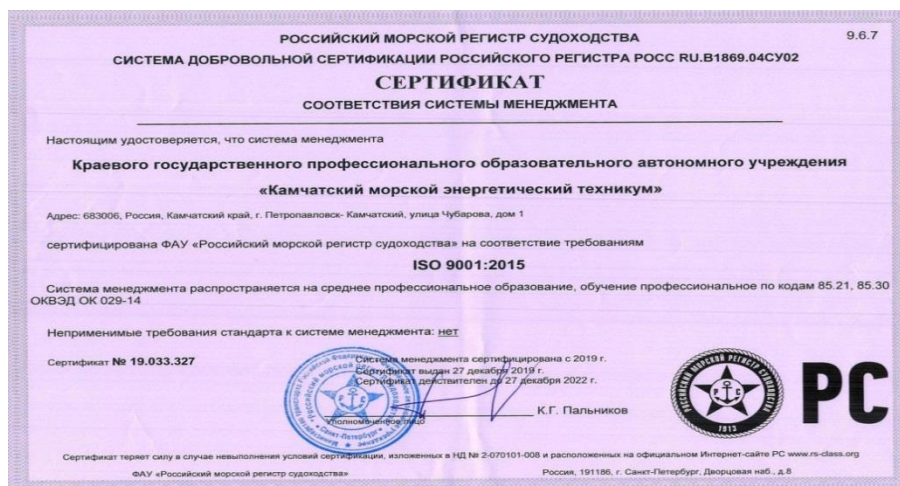 9.6.7
РОССИЙСКИЙ МОРСКОЙ РЕГИСТР СУДОХОДСТВА
СИСТЕМА ДОБРОВОЛЬНОЙ СЕРТИФИКАЦИИ РОССИЙСКОГО РЕГИСТРА РОСС RU.В1869.04СУ02
СЕРТИФИКАТ
СООТВЕТСТВИЯ СИСТЕМЫ МЕНЕДЖМЕНТА
Настоящим удостоверяется, что система менеджмента
Краевого государственного профессионального образовательного автономного учреждения
«Камчатский морской энергетический техникум»
Адрес: 683006, Россия, Камчатский край, г. Петропавловск- Камчатский, улица Чубарова, дом 1
сертифицирована ФАУ «Российский морской регистр судоходства» на соответствие требованиям
ISO 9001:2015
Система менеджмента распространяется на среднее профессиональное образование, обучение профессиональное по кодам 85.21, 85.30
ОКВЭД ОК 029-14
Неприменимые требования стандарта к системе менеджмента: нет
Сертификат № 19.033.327
Система менеджмента сертифицирована с 2019 г.
Сертификат выдан 27 декабря 2019 г.
Сертификат действителен до 27 декабря 2022 г.
К.Г. Пальников
Уполномоченное лицо
РОССИЙСКИЙ МОРСКОЙ РЕГИСТР СУДОХОДСТВА
1913
РС
Сертификат теряет силу в случае невыполнения условий сертификации, изложенных в НД № 2-070101-008 и расположенных на официальном Интернет-сайте РС www.rs-class.org
ФАУ «Российский морской регистр судоходства»
Россия, 191186, г. Санкт-Петербург, Дворцовая наб., д.8